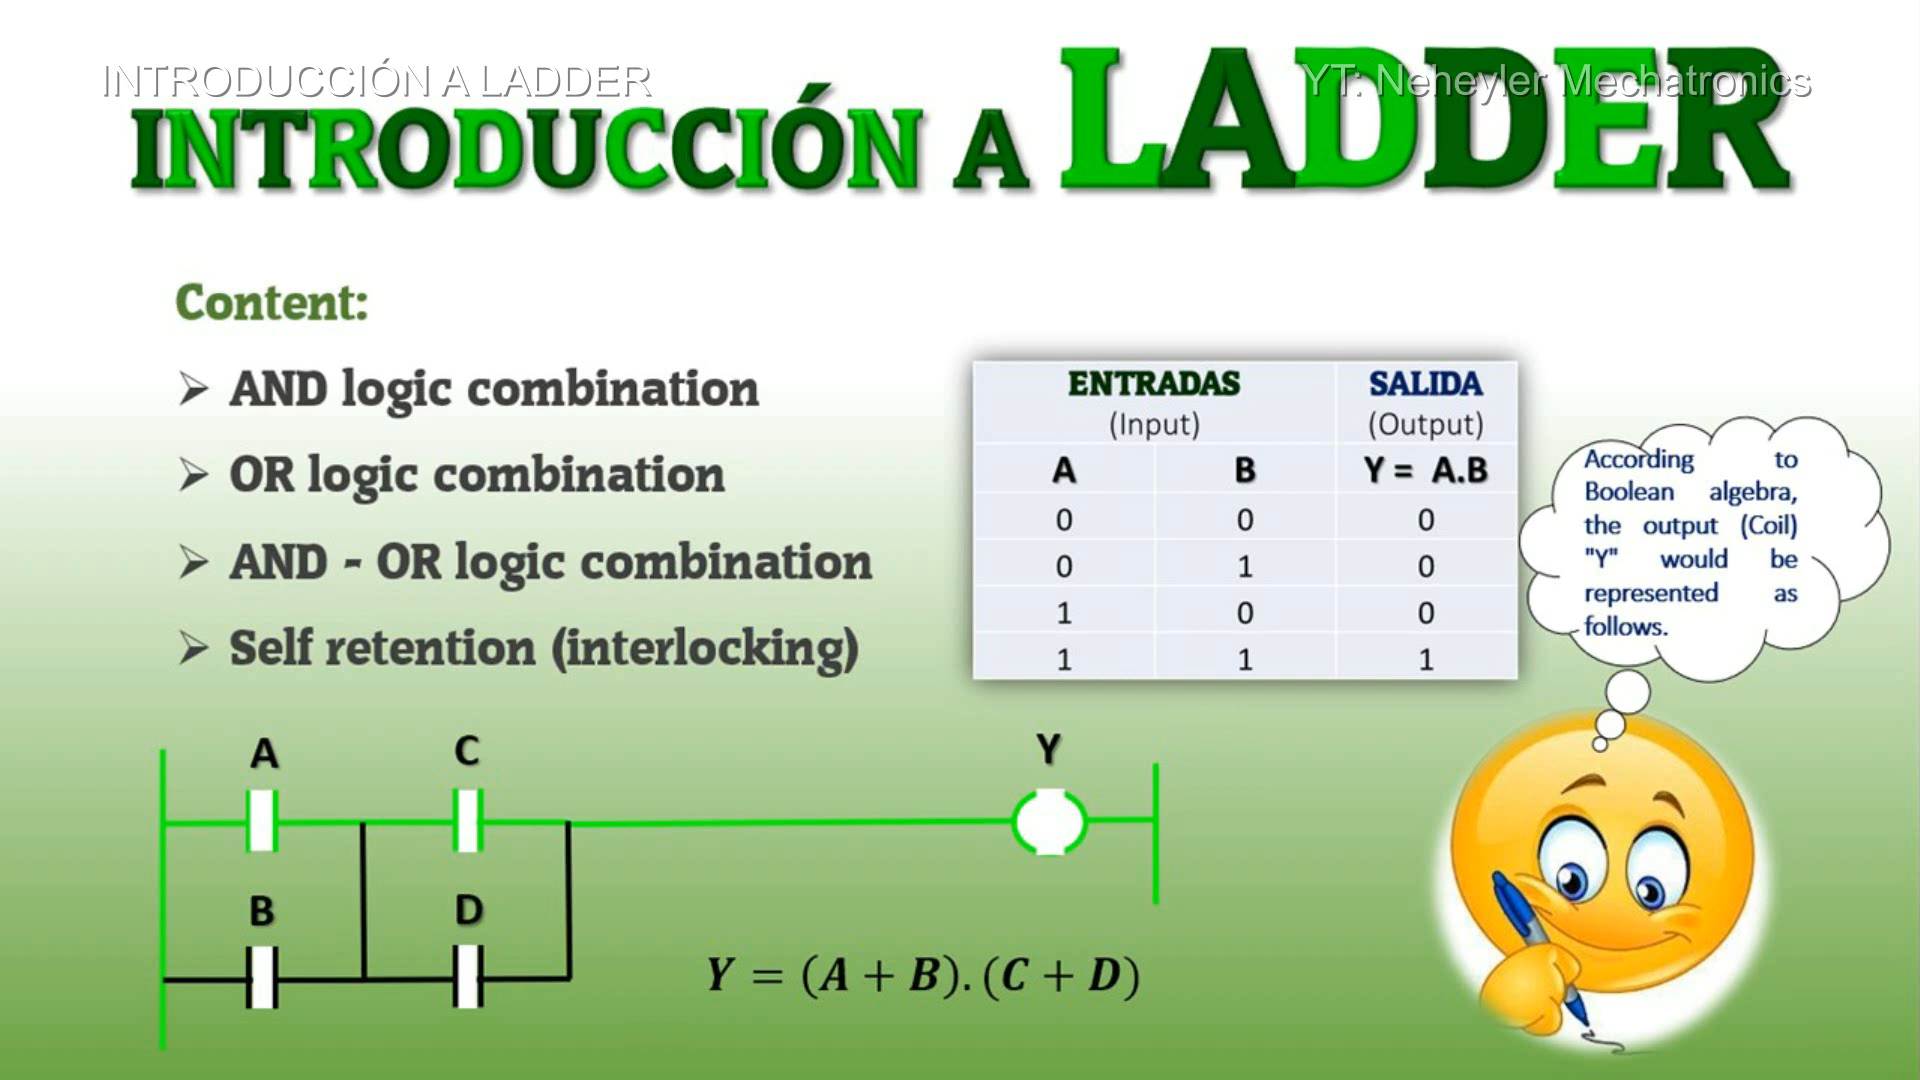 INTRODUCCIÓN A LADDER
YT: Neheyler Mechatronics
INTRODUCCIÓN A LADDER
Content:
AND logic combination
OR logic combination
AND - OR logic combination
Self retention (interlocking)
ENTRADAS SALIDA
(Input) (Output)
A B Y = A.B
0 0 0
0 1 0
1 0 0
1 1 1
According to
Boolean algebra,
the output (Coil)
"Y" would be
represented as
follows.
A C Y
B D
Y = (A + B).(C + D)